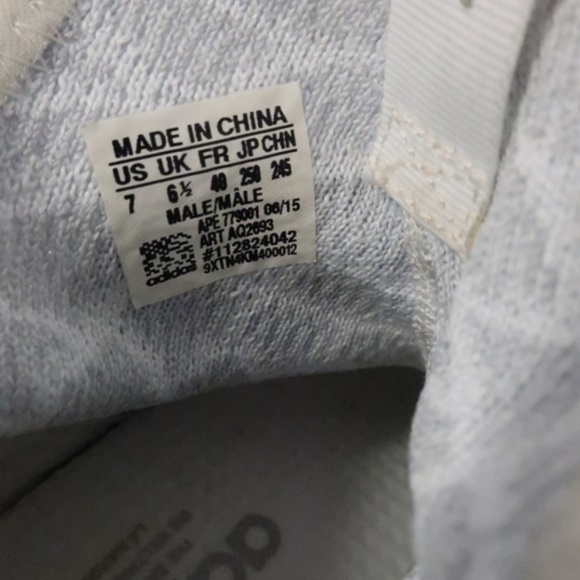 MADE IN CHINA
US UK FR JP CHN
7 6½ 40 250 245
MALE/MÂLE
APE 779001 06/15
ART AQ2693
#112824042
9XTN4KM400012
adidas